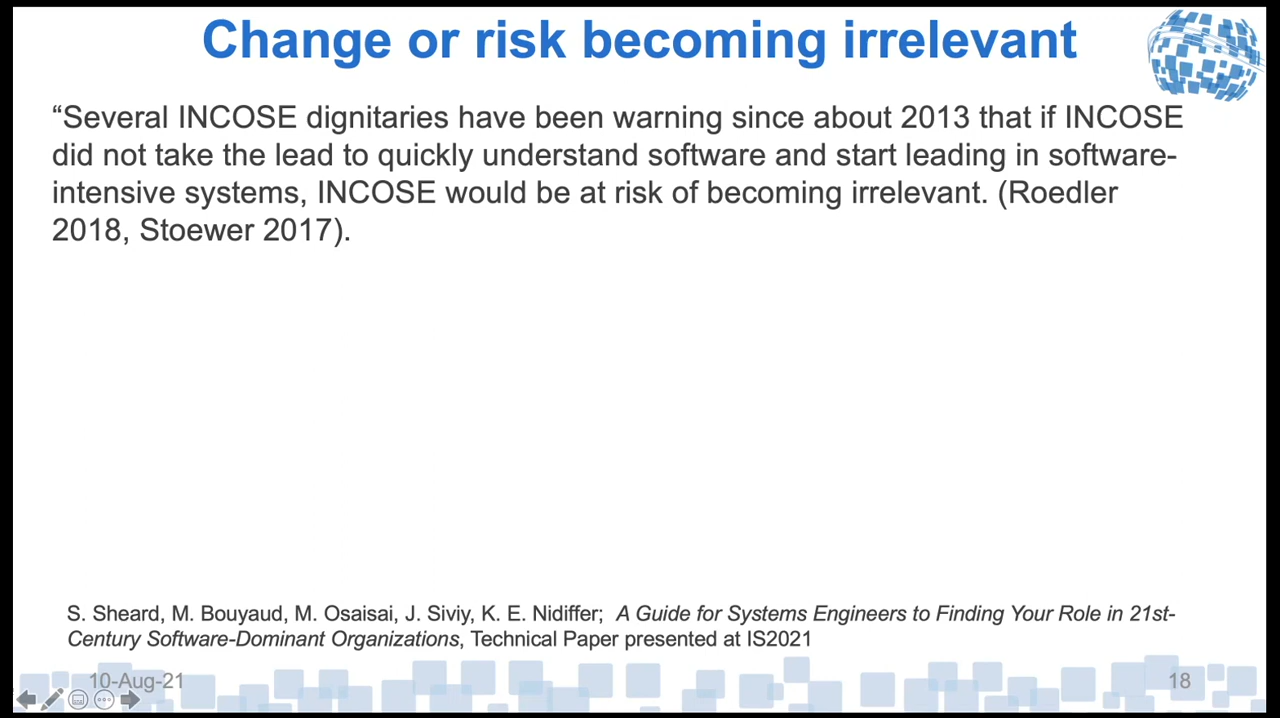 Change or risk becoming irrelevant
“Several INCOSE dignitaries have been warning since about 2013 that if INCOSE
did not take the lead to quickly understand software and start leading in software-
intensive systems, INCOSE would be at risk of becoming irrelevant. (Roedler
2018, Stoewer 2017).
S. Sheard, M. Bouyaud, M. Osaisai, J. Siviy, K. E. Nidiffer;  A Guide for Systems Engineers to Finding Your Role in 21st-
Century Software-Dominant Organizations, Technical Paper presented at IS2021
10-Aug-21
18